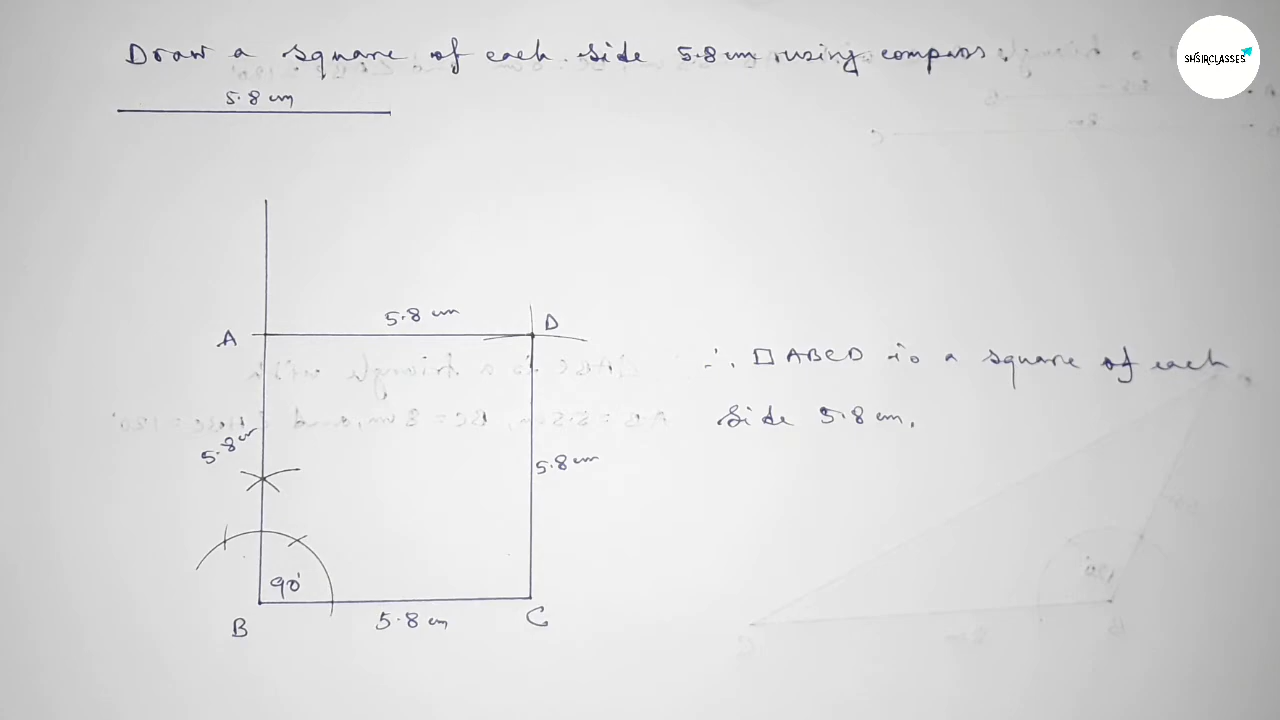 Draw a square of each side 5.8 cm using compass.
SHSIRCLASSES
5.8 cm
5.8 cm
A
D
∴ □ABCD is a square of each
side 5.8 cm.
5.8 cm
5.8 cm
90°
B
5.8 cm
C